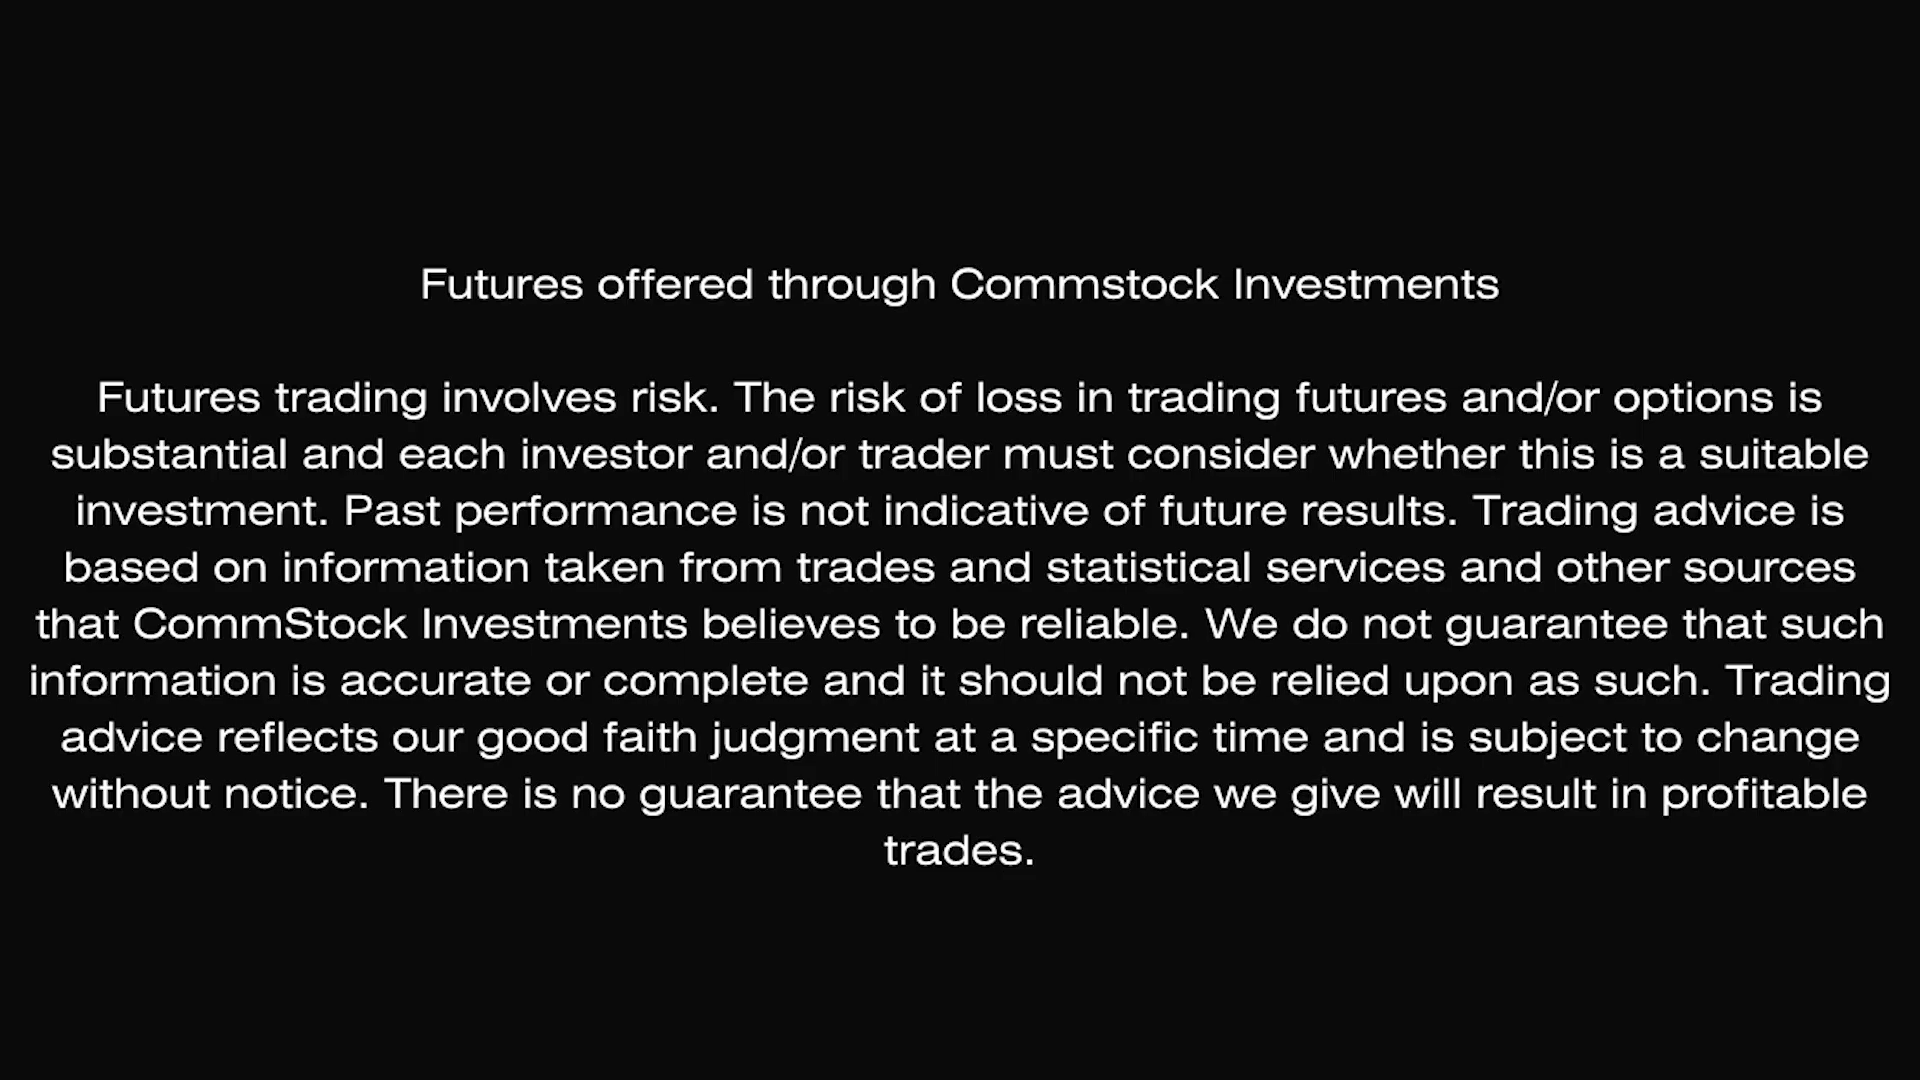 Futures offered through Commstock Investments
Futures trading involves risk. The risk of loss in trading futures and/or options is
substantial and each investor and/or trader must consider whether this is a suitable
investment. Past performance is not indicative of future results. Trading advice is
based on information taken from trades and statistical services and other sources
that CommStock Investments believes to be reliable. We do not guarantee that such
information is accurate or complete and it should not be relied upon as such. Trading
advice reflects our good faith judgment at a specific time and is subject to change
without notice. There is no guarantee that the advice we give will result in profitable
trades.